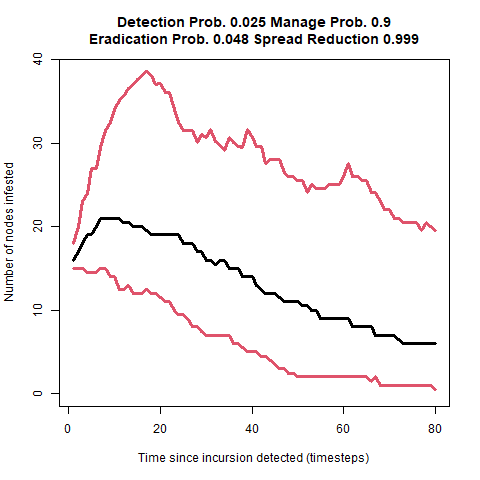 Detection Prob. 0.025 Manage Prob. 0.9
Eradication Prob. 0.048 Spread Reduction 0.999
Number of nodes infested
40
30
20
10
0
0 20 40 60 80
Time since incursion detected (timesteps)